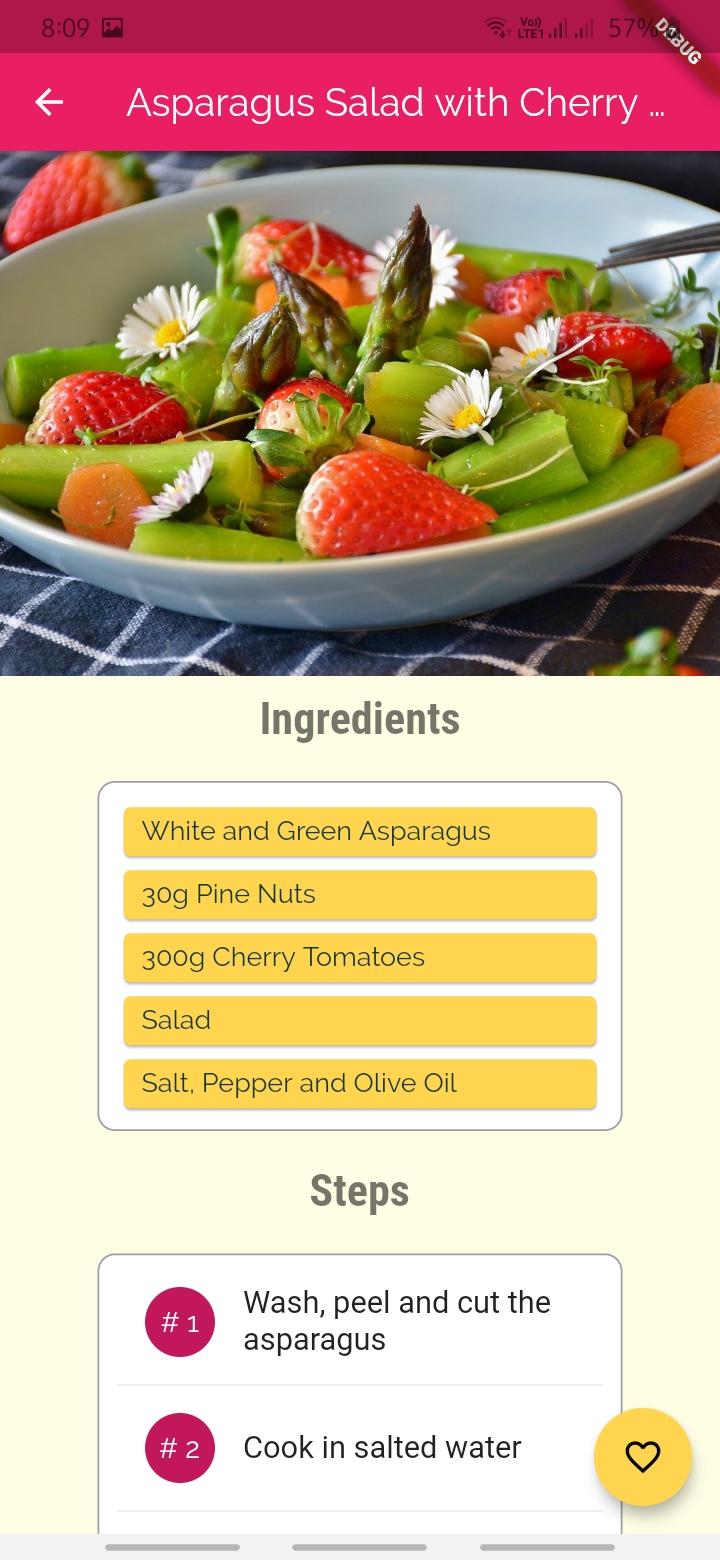 8:09
Vo))
LTE1
57%
DEBUG
Asparagus Salad with Cherry ...
Ingredients
White and Green Asparagus
30g Pine Nuts
300g Cherry Tomatoes
Salad
Salt, Pepper and Olive Oil
Steps
# 1
Wash, peel and cut the
asparagus
# 2
Cook in salted water